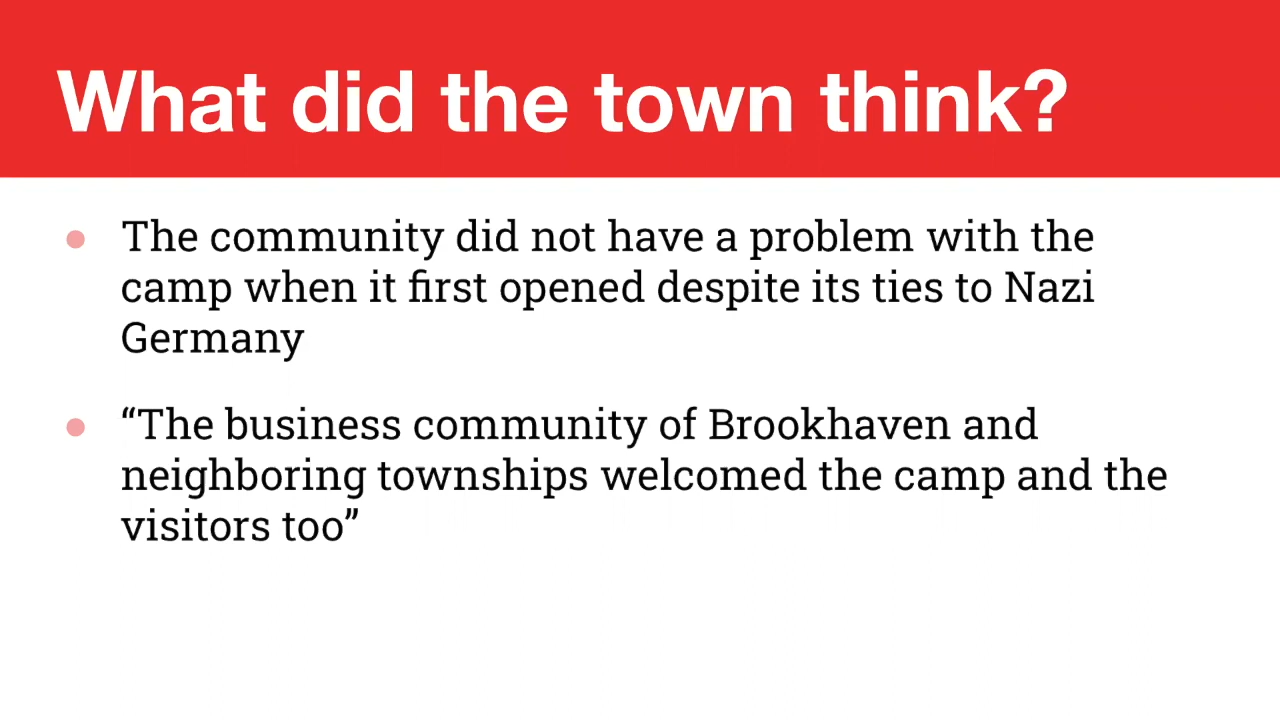 What did the town think?
The community did not have a problem with the
camp when it first opened despite its ties to Nazi
Germany
“The business community of Brookhaven and
neighboring townships welcomed the camp and the
visitors too”